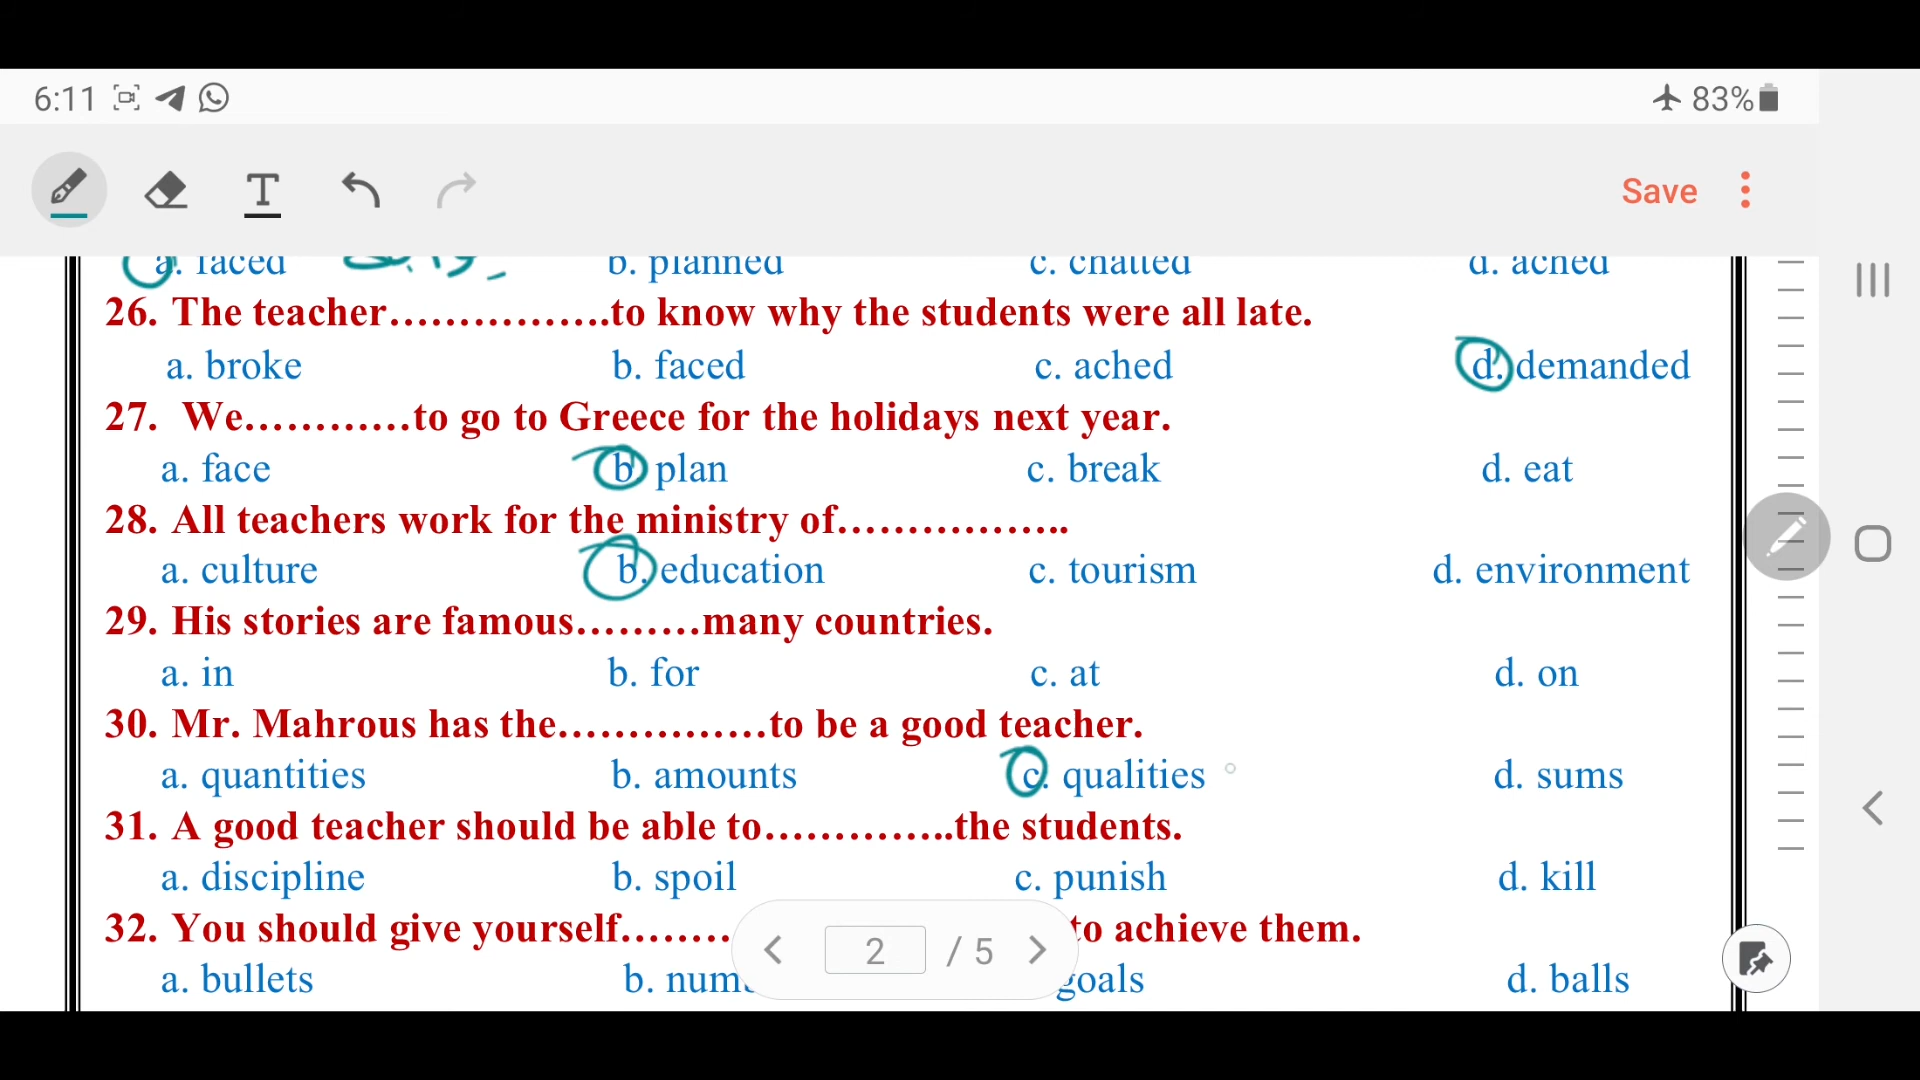 6:11 83%
T Save
a. faced b. planned c. chatted d. ached
26. The teacher................to know why the students were all late.
a. broke b. faced c. ached d. demanded
27. We............to go to Greece for the holidays next year.
a. face b. plan c. break d. eat
28. All teachers work for the ministry of.................
a. culture b. education c. tourism d. environment
29. His stories are famous.........many countries.
a. in b. for c. at d. on
30. Mr. Mahrous has the...............to be a good teacher.
a. quantities b. amounts c. qualities d. sums
31. A good teacher should be able to..............the students.
a. discipline b. spoil c. punish d. kill
32. You should give yourself........ to achieve them.
2 / 5
a. bullets b. goals d. balls